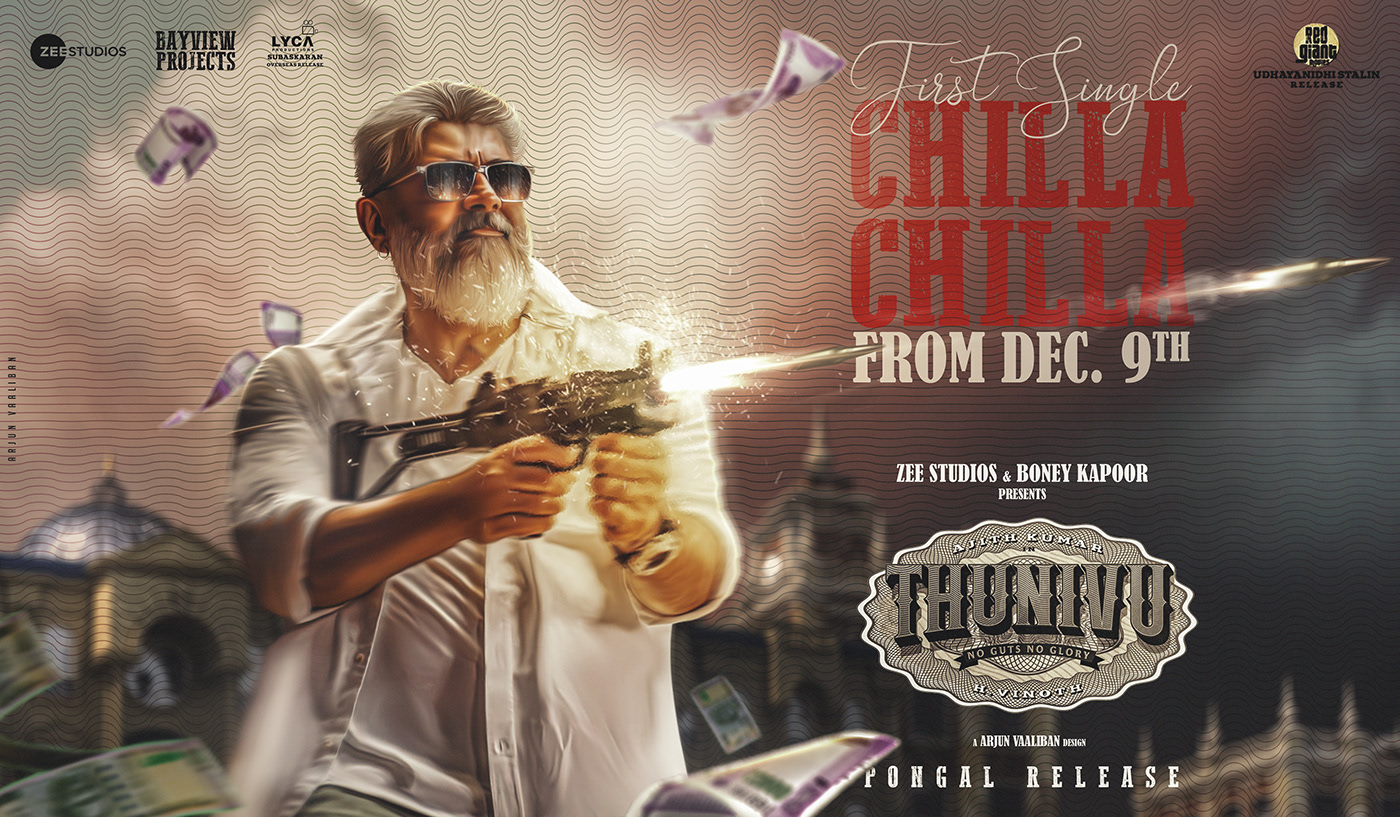 ZEESTUDIOS
BAYVIEW
PROJECTS
LYCA
PRODUCTIONS
SUBASKARAN
OVERSEAS RELEASE
Red
giant
UDHAYANIDHI STALIN
RELEASE
First Single
CHILLA
CHILLA
FROM DEC. 9TH
ARJUN VAALIBAN
ZEE STUDIOS & BONEY KAPOOR
PRESENTS
AJITH KUMAR
IN
THUNIVU
NO GUTS NO GLORY
H. VINOTH
A ARJUN VAALIBAN DESIGN
PONGAL RELEASE